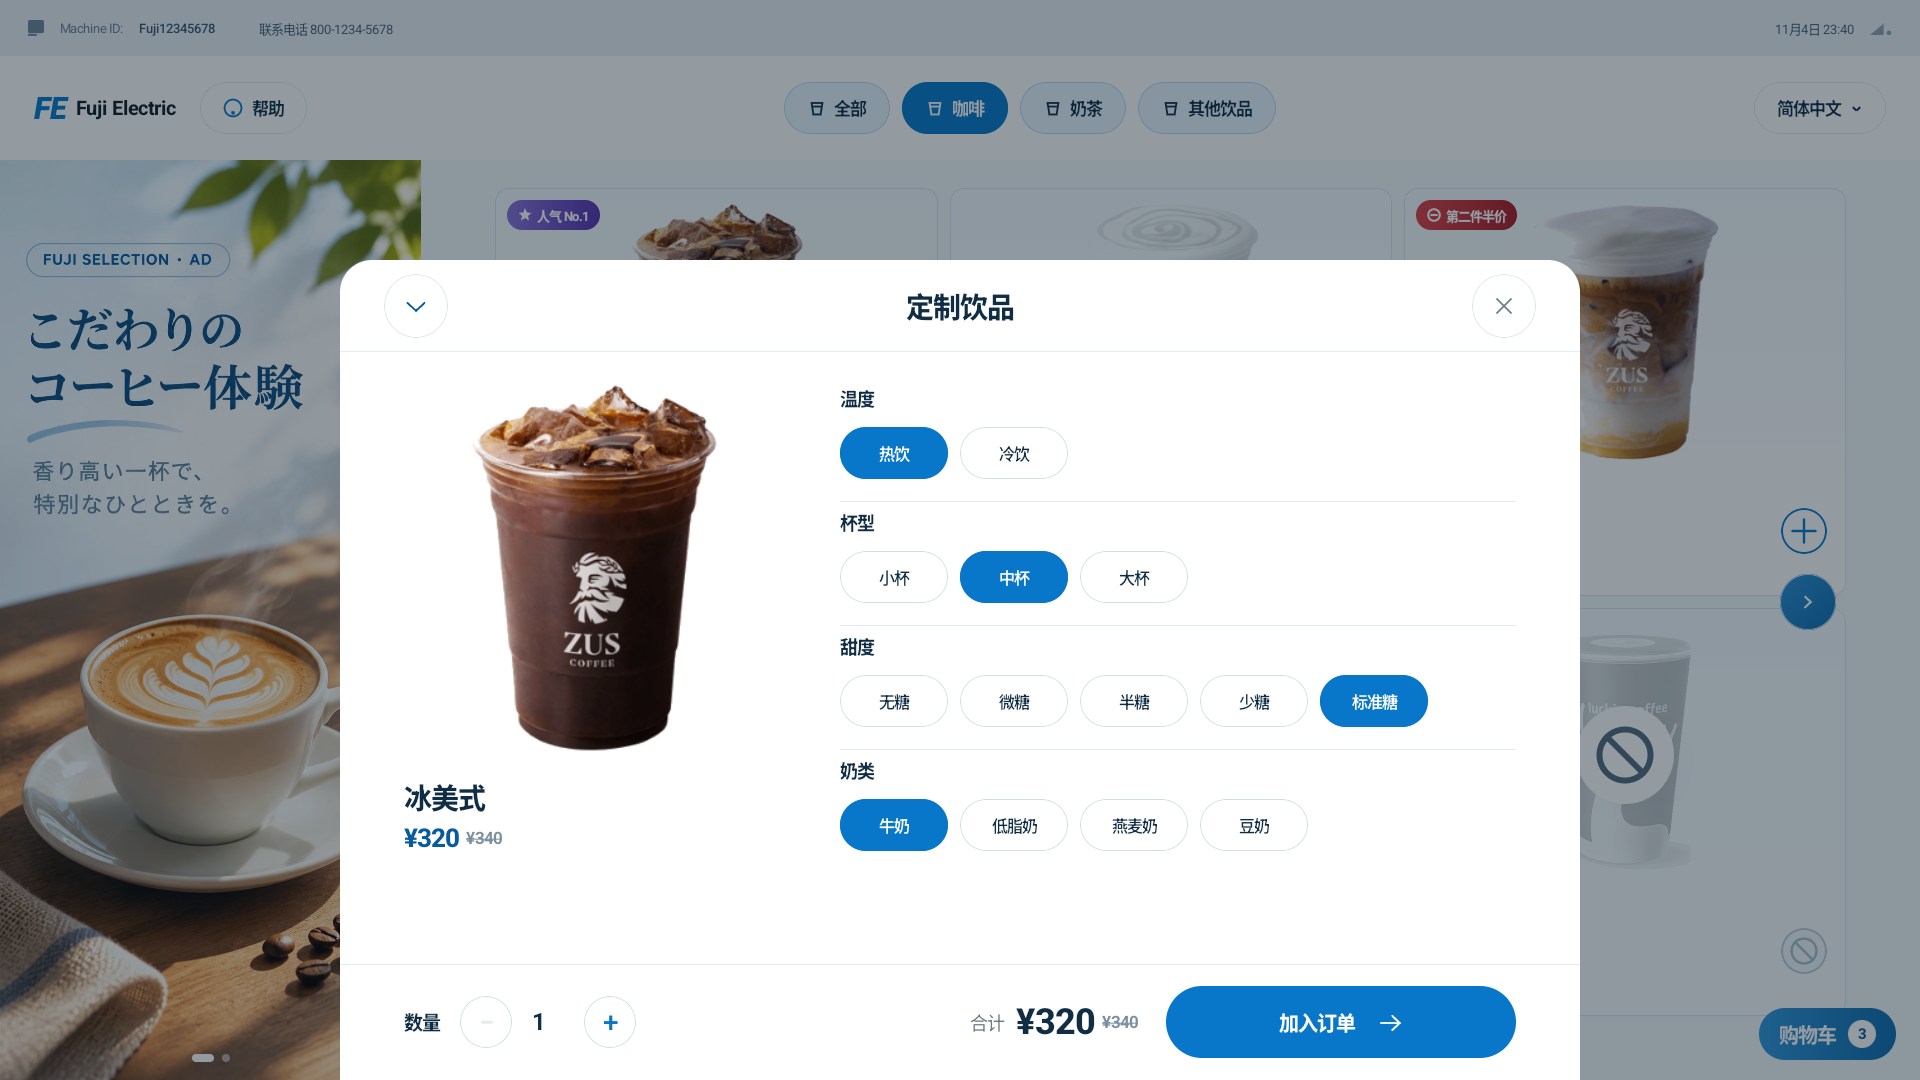 Machine ID: Fuji12345678 联系电话 800-1234-5678 11月4日 23:40
FE Fuji Electric 帮助 全部 咖啡 奶茶 其他饮品 简体中文
人气 No.1
第二件半价
FUJI SELECTION・AD
こだわりの
コーヒー体験
香り高い一杯で、
特別なひとときを。
ZUS
COFFEE
定制饮品
ZUS
COFFEE
冰美式
¥320 ¥340
温度
热饮 冷饮
杯型
小杯 中杯 大杯
甜度
无糖 微糖 半糖 少糖 标准糖
奶类
牛奶 低脂奶 燕麦奶 豆奶
数量 1
合计 ¥320 ¥340 加入订单
购物车 3